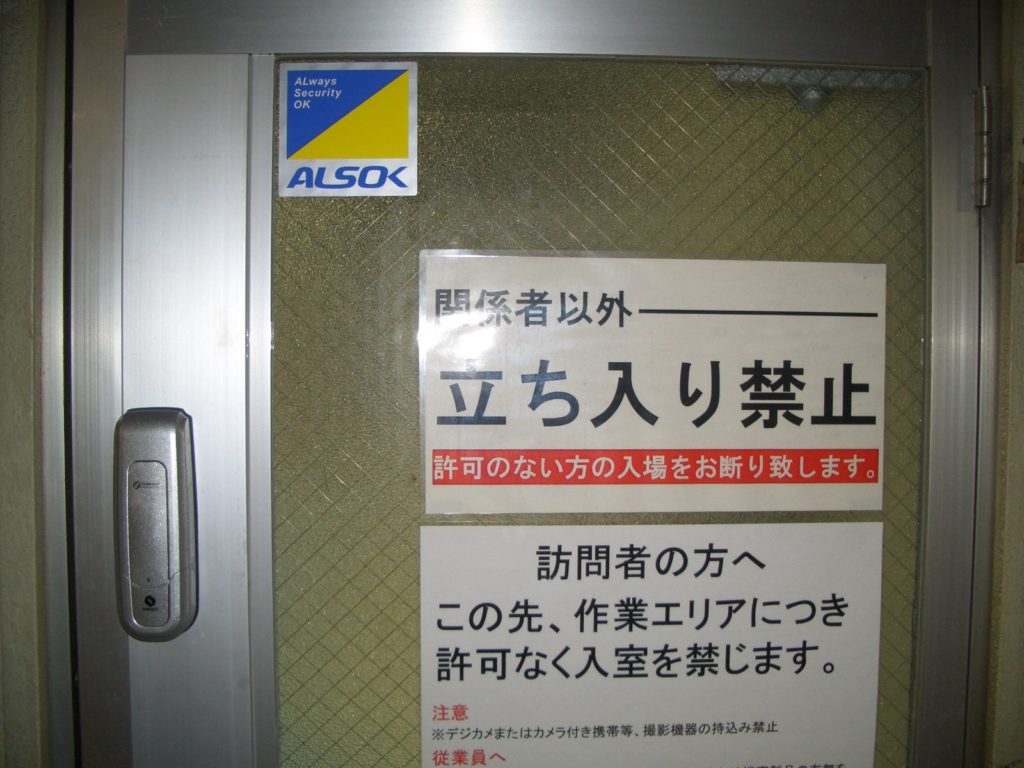 ALways
Security
OK
ALSOK
関係者以外
立ち入り禁止
許可のない方の入場をお断り致します。
訪問者の方へ
この先、作業エリアにつき
許可なく入室を禁じます。
注意
※デジカメまたはカメラ付き携帯等、撮影機器の持込み禁止
従業員へ